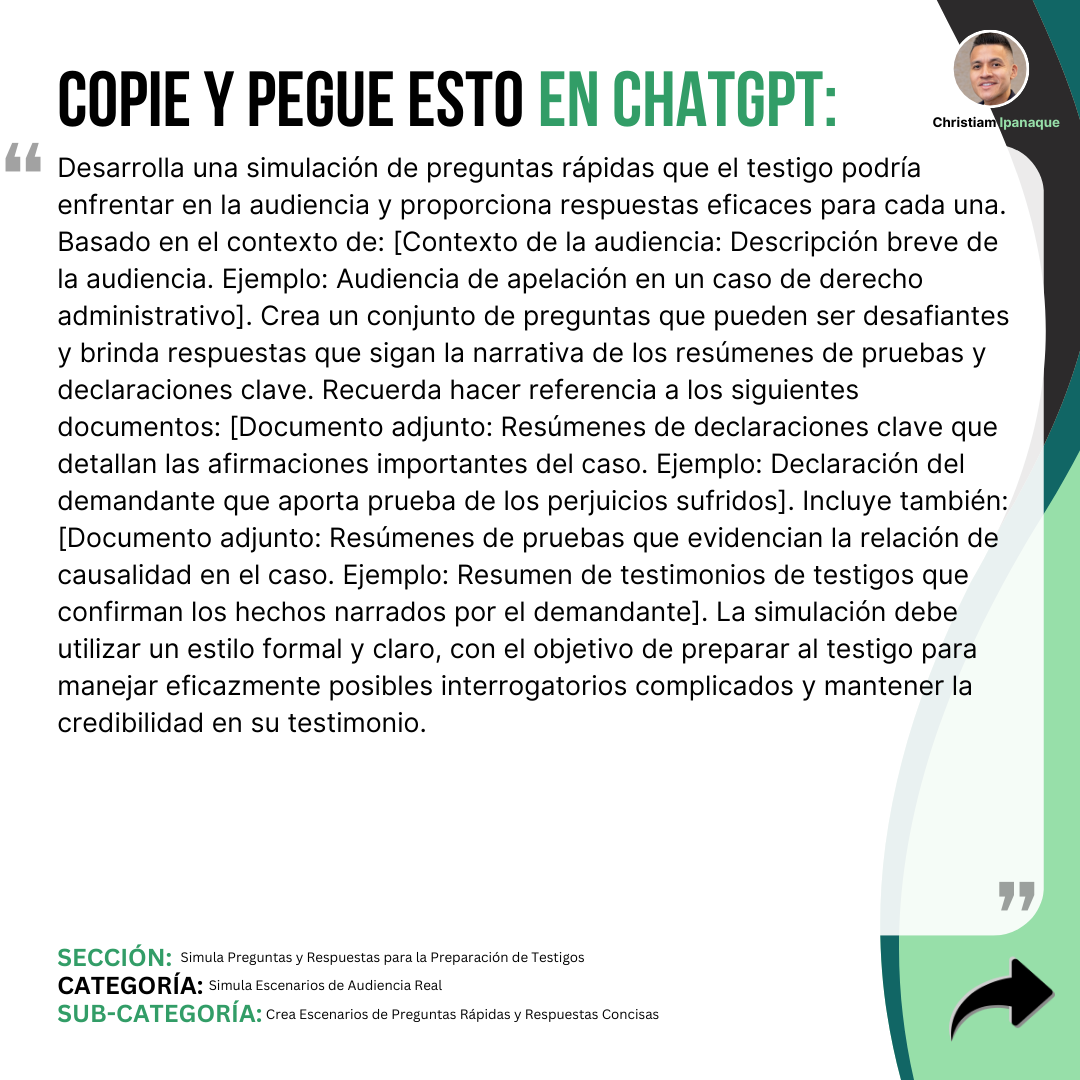 COPIE Y PEGUE ESTO EN CHATGPT:
Christiam Ipanaque
“
Desarrolla una simulación de preguntas rápidas que el testigo podría
enfrentar en la audiencia y proporciona respuestas eficaces para cada una.
Basado en el contexto de: [Contexto de la audiencia: Descripción breve de
la audiencia. Ejemplo: Audiencia de apelación en un caso de derecho
administrativo]. Crea un conjunto de preguntas que pueden ser desafiantes
y brinda respuestas que sigan la narrativa de los resúmenes de pruebas y
declaraciones clave. Recuerda hacer referencia a los siguientes
documentos: [Documento adjunto: Resúmenes de declaraciones clave que
detallan las afirmaciones importantes del caso. Ejemplo: Declaración del
demandante que aporta prueba de los perjuicios sufridos]. Incluye también:
[Documento adjunto: Resúmenes de pruebas que evidencian la relación de
causalidad en el caso. Ejemplo: Resumen de testimonios de testigos que
confirman los hechos narrados por el demandante]. La simulación debe
utilizar un estilo formal y claro, con el objetivo de preparar al testigo para
manejar eficazmente posibles interrogatorios complicados y mantener la
credibilidad en su testimonio.
”
SECCIÓN: Simula Preguntas y Respuestas para la Preparación de Testigos
CATEGORÍA: Simula Escenarios de Audiencia Real
SUB-CATEGORÍA: Crea Escenarios de Preguntas Rápidas y Respuestas Concisas